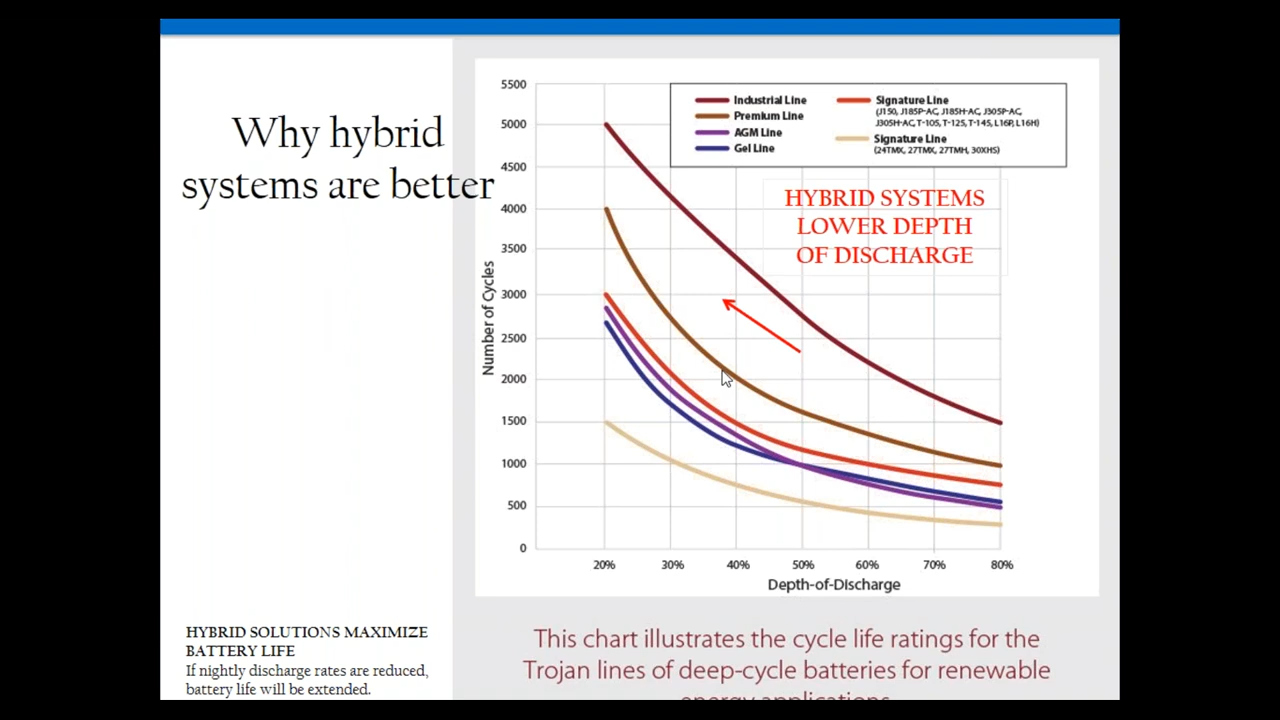 Why hybrid
systems are better
HYBRID SOLUTIONS MAXIMIZE
BATTERY LIFE
If nightly discharge rates are reduced,
battery life will be extended.
Industrial Line
Premium Line
AGM Line
Gel Line
Signature Line
(J150, J185P-AC, J185H-AC, J305P-AC,
J305H-AC, T-105, T-125, T-145, L16P, L16H)
Signature Line
(24TMX, 27TMX, 27TMH, 30XHS)
HYBRID SYSTEMS
LOWER DEPTH
OF DISCHARGE
Number of Cycles
5500
5000
4500
4000
3500
3000
2500
2000
1500
1000
500
0
20% 30% 40% 50% 60% 70% 80%
Depth-of-Discharge
This chart illustrates the cycle life ratings for the
Trojan lines of deep-cycle batteries for renewable
energy applications